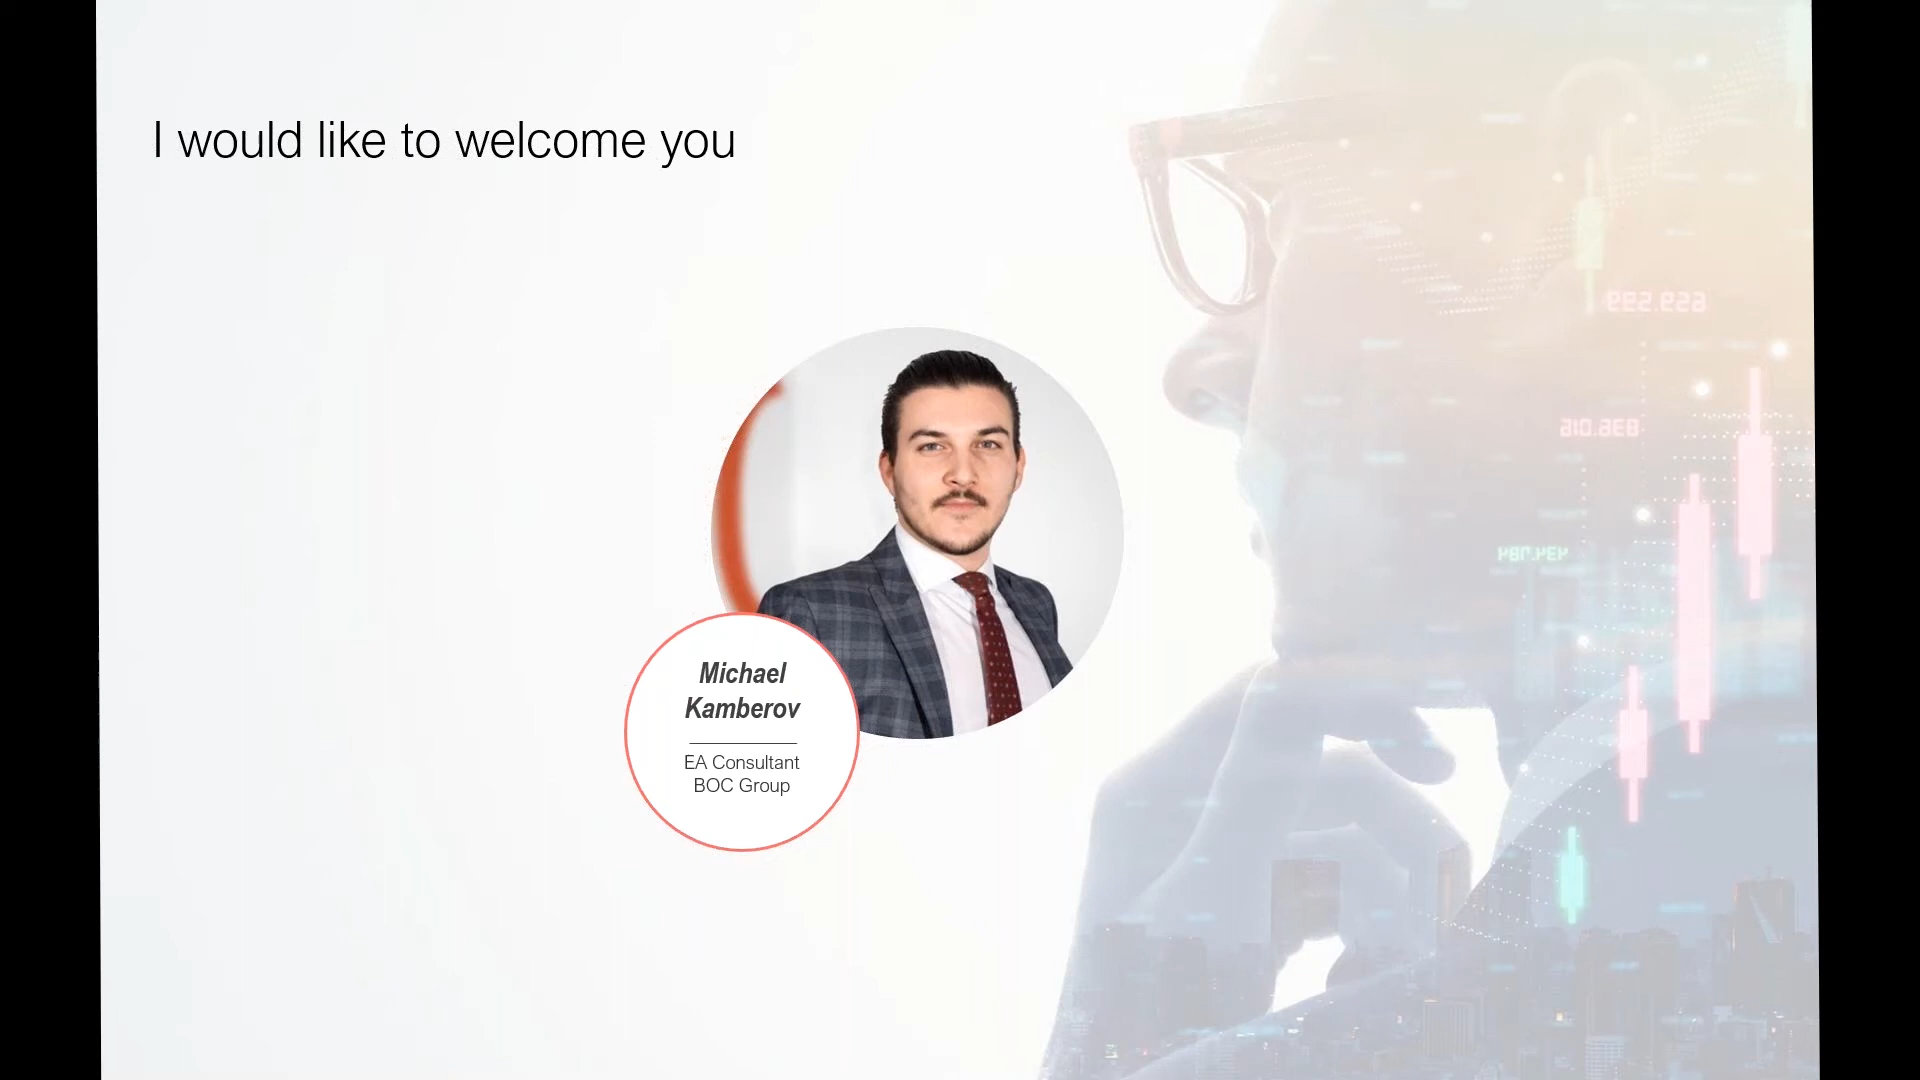 I would like to welcome you
Michael
Kamberov
EA Consultant
BOC Group